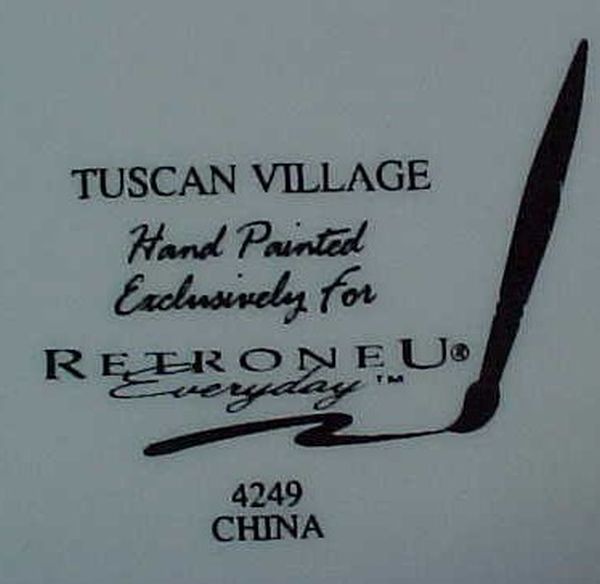 TUSCAN VILLAGE
Hand Painted
Exclusively For
RETRONEU®
Everyday™
4249
CHINA